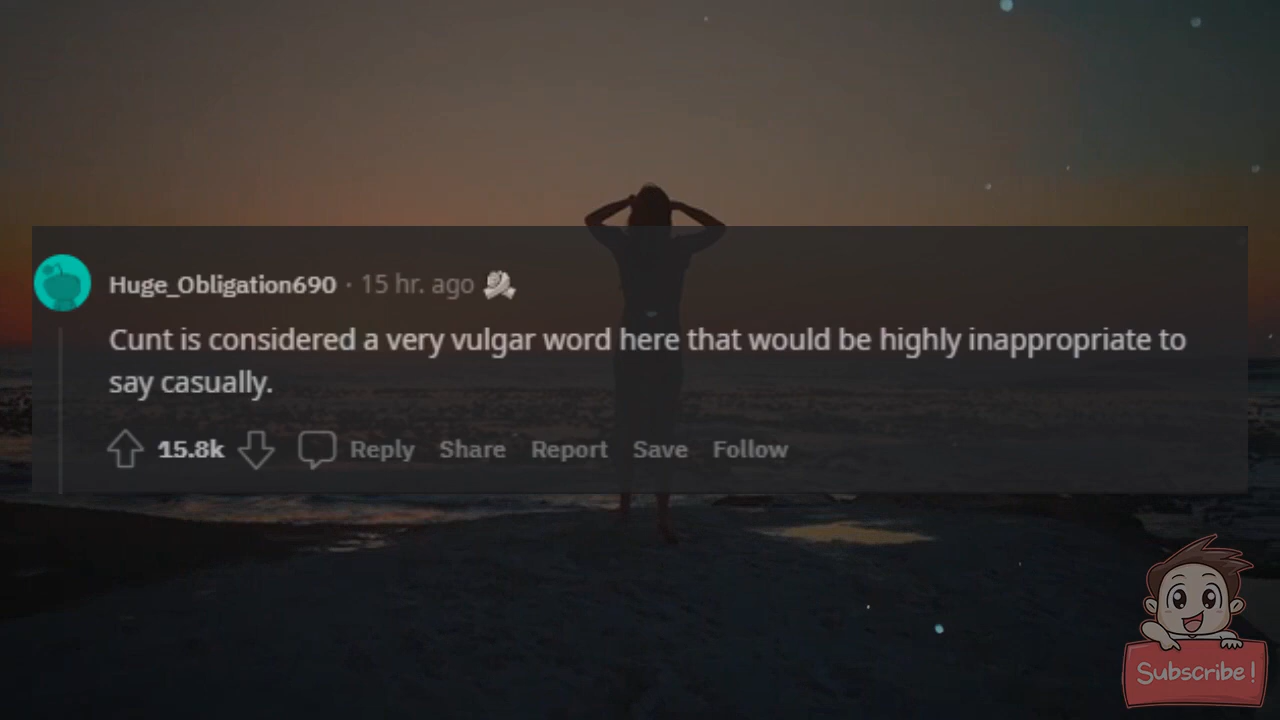 Huge_Obligation690 · 15 hr. ago
Cunt is considered a very vulgar word here that would be highly inappropriate to
say casually.
15.8k Reply Share Report Save Follow
Subscribe!